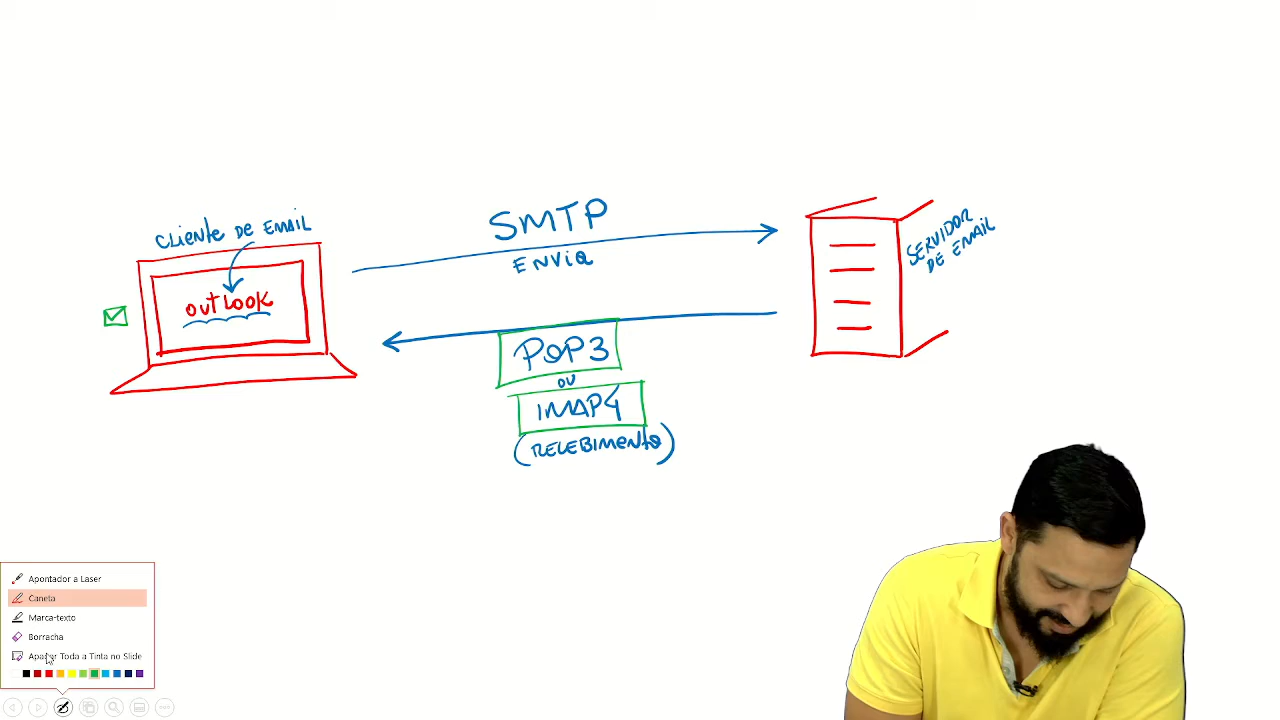 CLIENTE DE EMAIL
OUTLOOK
SMTP
ENVIA
POP3
OU
IMAP4
(RECEBIMENTO)
SERVIDOR
DE EMAIL
Apontador a Laser
Caneta
Marca-texto
Borracha
Apagar Toda a Tinta no Slide